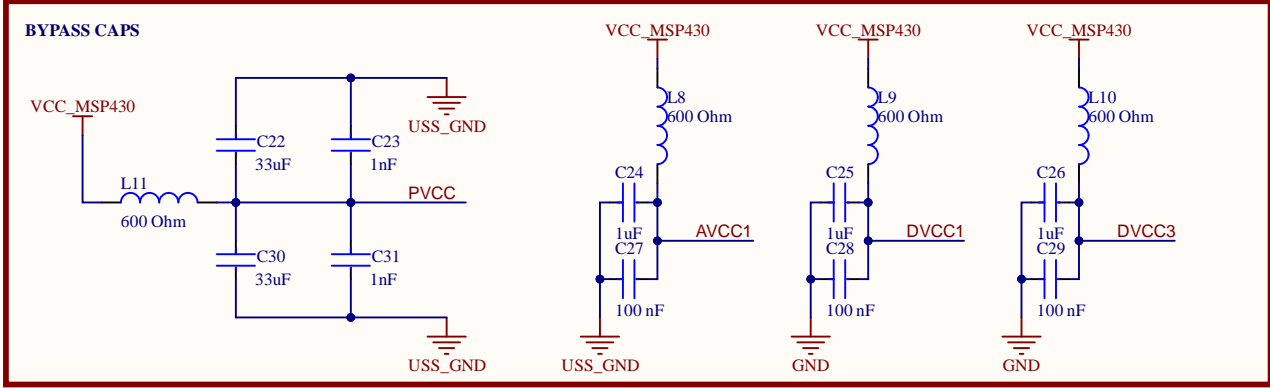 BYPASS CAPS
VCC_MSP430
L11
600 Ohm
C22
33uF
C23
1nF
USS_GND
PVCC
C30
33uF
C31
1nF
USS_GND
VCC_MSP430
L8
600 Ohm
C24
1uF
AVCC1
C27
100 nF
USS_GND
VCC_MSP430
L9
600 Ohm
C25
1uF
DVCC1
C28
100 nF
GND
VCC_MSP430
L10
600 Ohm
C26
1uF
DVCC3
C29
100 nF
GND